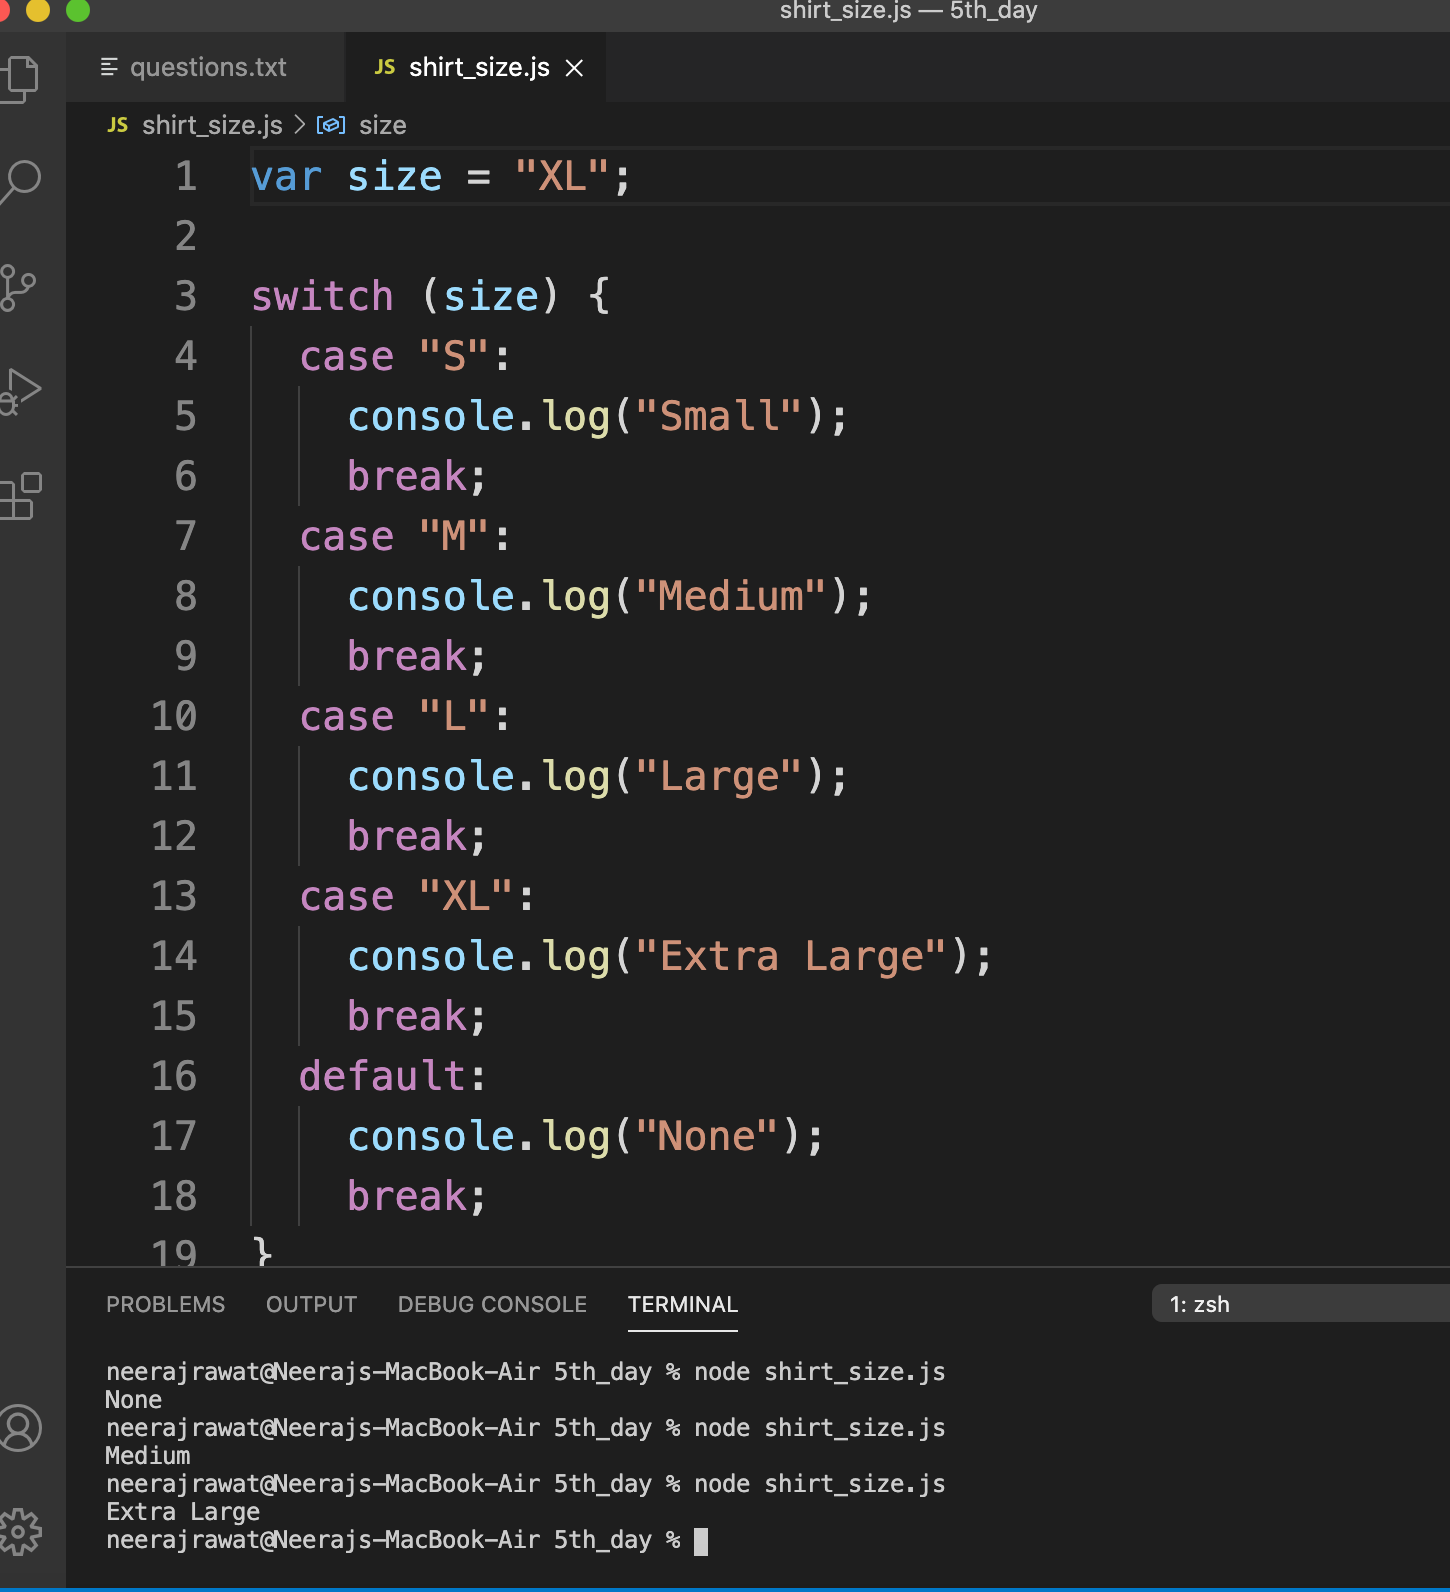 shirt_size.js — 5th_day
questions.txt
JS shirt_size.js
JS shirt_size.js > size
1 var size = "XL";
2
3 switch (size) {
4 case "S":
5 console.log("Small");
6 break;
7 case "M":
8 console.log("Medium");
9 break;
10 case "L":
11 console.log("Large");
12 break;
13 case "XL":
14 console.log("Extra Large");
15 break;
16 default:
17 console.log("None");
18 break;
19 }
PROBLEMS OUTPUT DEBUG CONSOLE TERMINAL 1: zsh
neerajrawat@Neerajs-MacBook-Air 5th_day % node shirt_size.js
None
neerajrawat@Neerajs-MacBook-Air 5th_day % node shirt_size.js
Medium
neerajrawat@Neerajs-MacBook-Air 5th_day % node shirt_size.js
Extra Large
neerajrawat@Neerajs-MacBook-Air 5th_day %